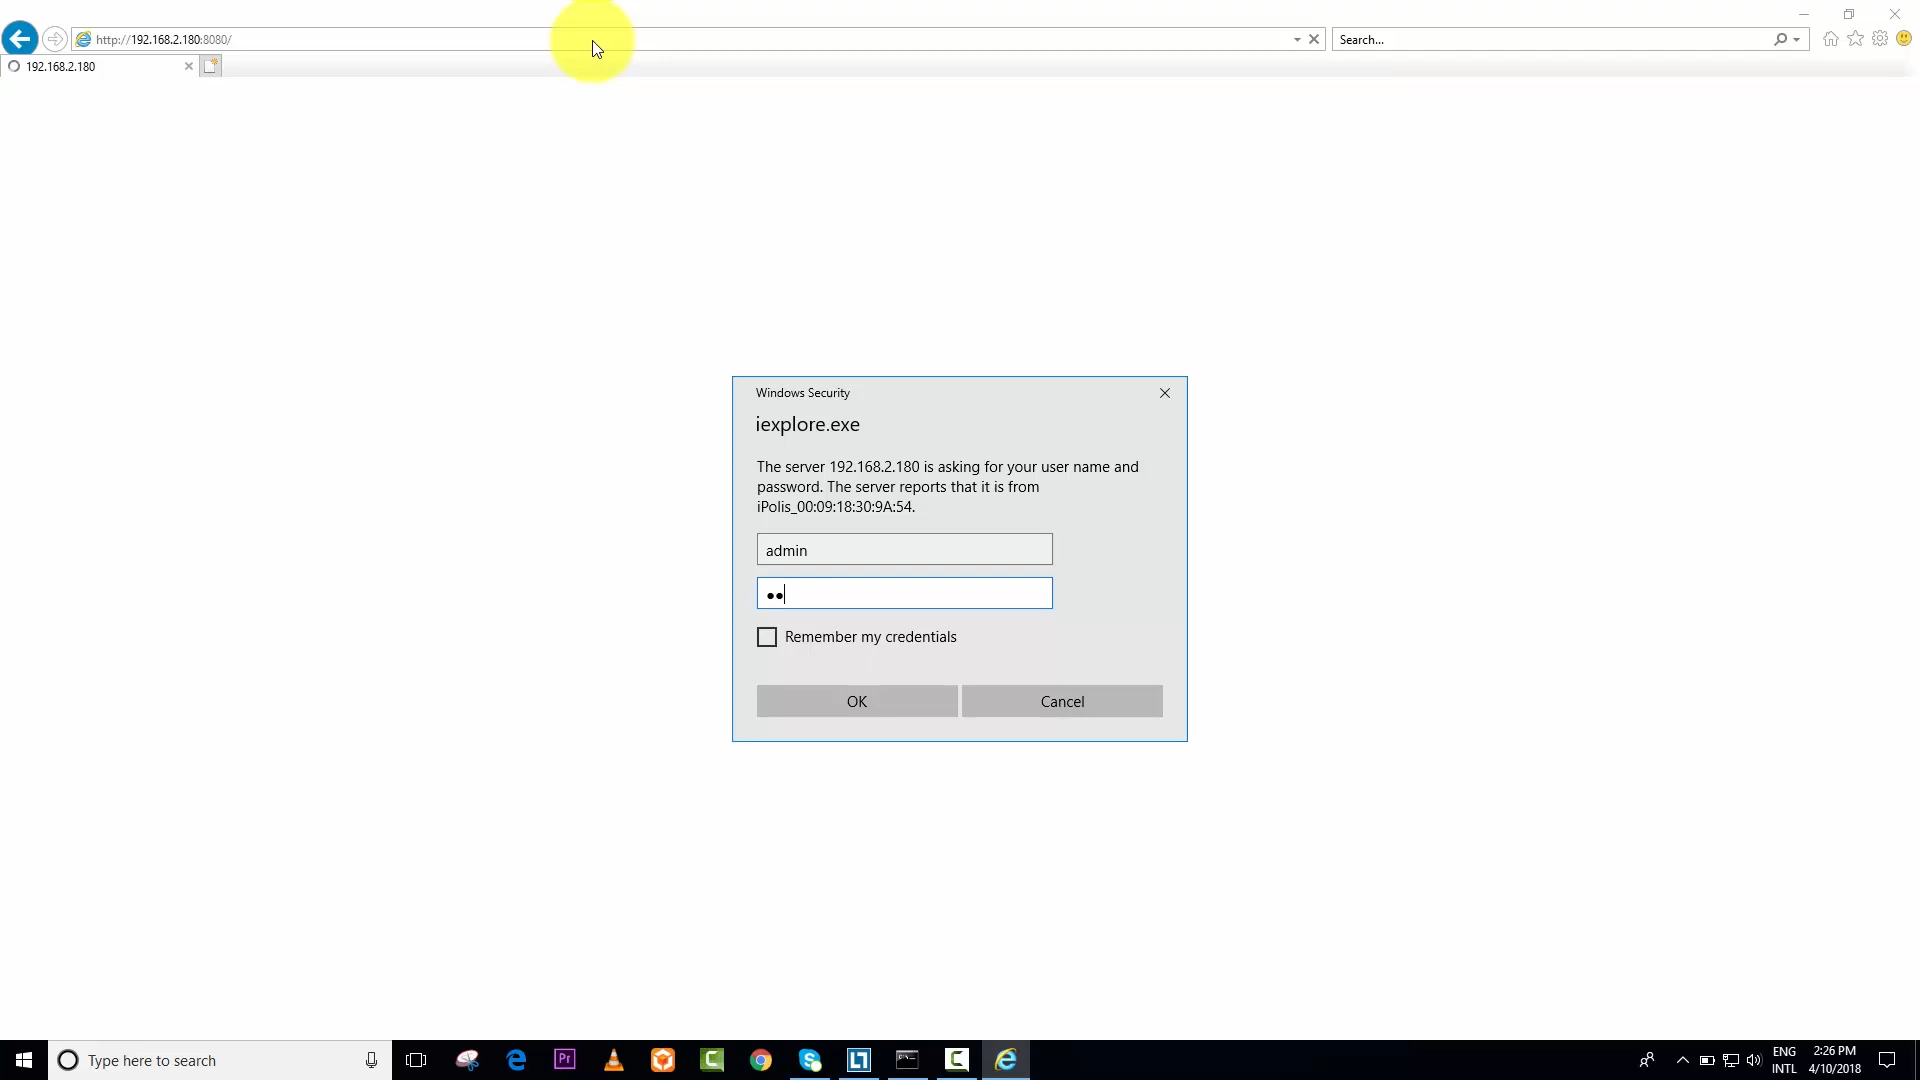 http://192.168.2.180:8080/
Search...
192.168.2.180
Windows Security
iexplore.exe
The server 192.168.2.180 is asking for your user name and
password. The server reports that it is from
iPolis_00:09:18:30:9A:54.
admin
●●
Remember my credentials
OK
Cancel
Type here to search
Pr
ENG
INTL
2:26 PM
4/10/2018